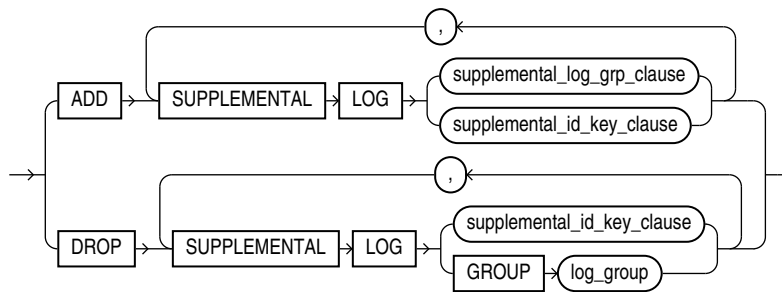 ,
supplemental_log_grp_clause
ADD SUPPLEMENTAL LOG
supplemental_id_key_clause
,
supplemental_id_key_clause
DROP SUPPLEMENTAL LOG
GROUP log_group